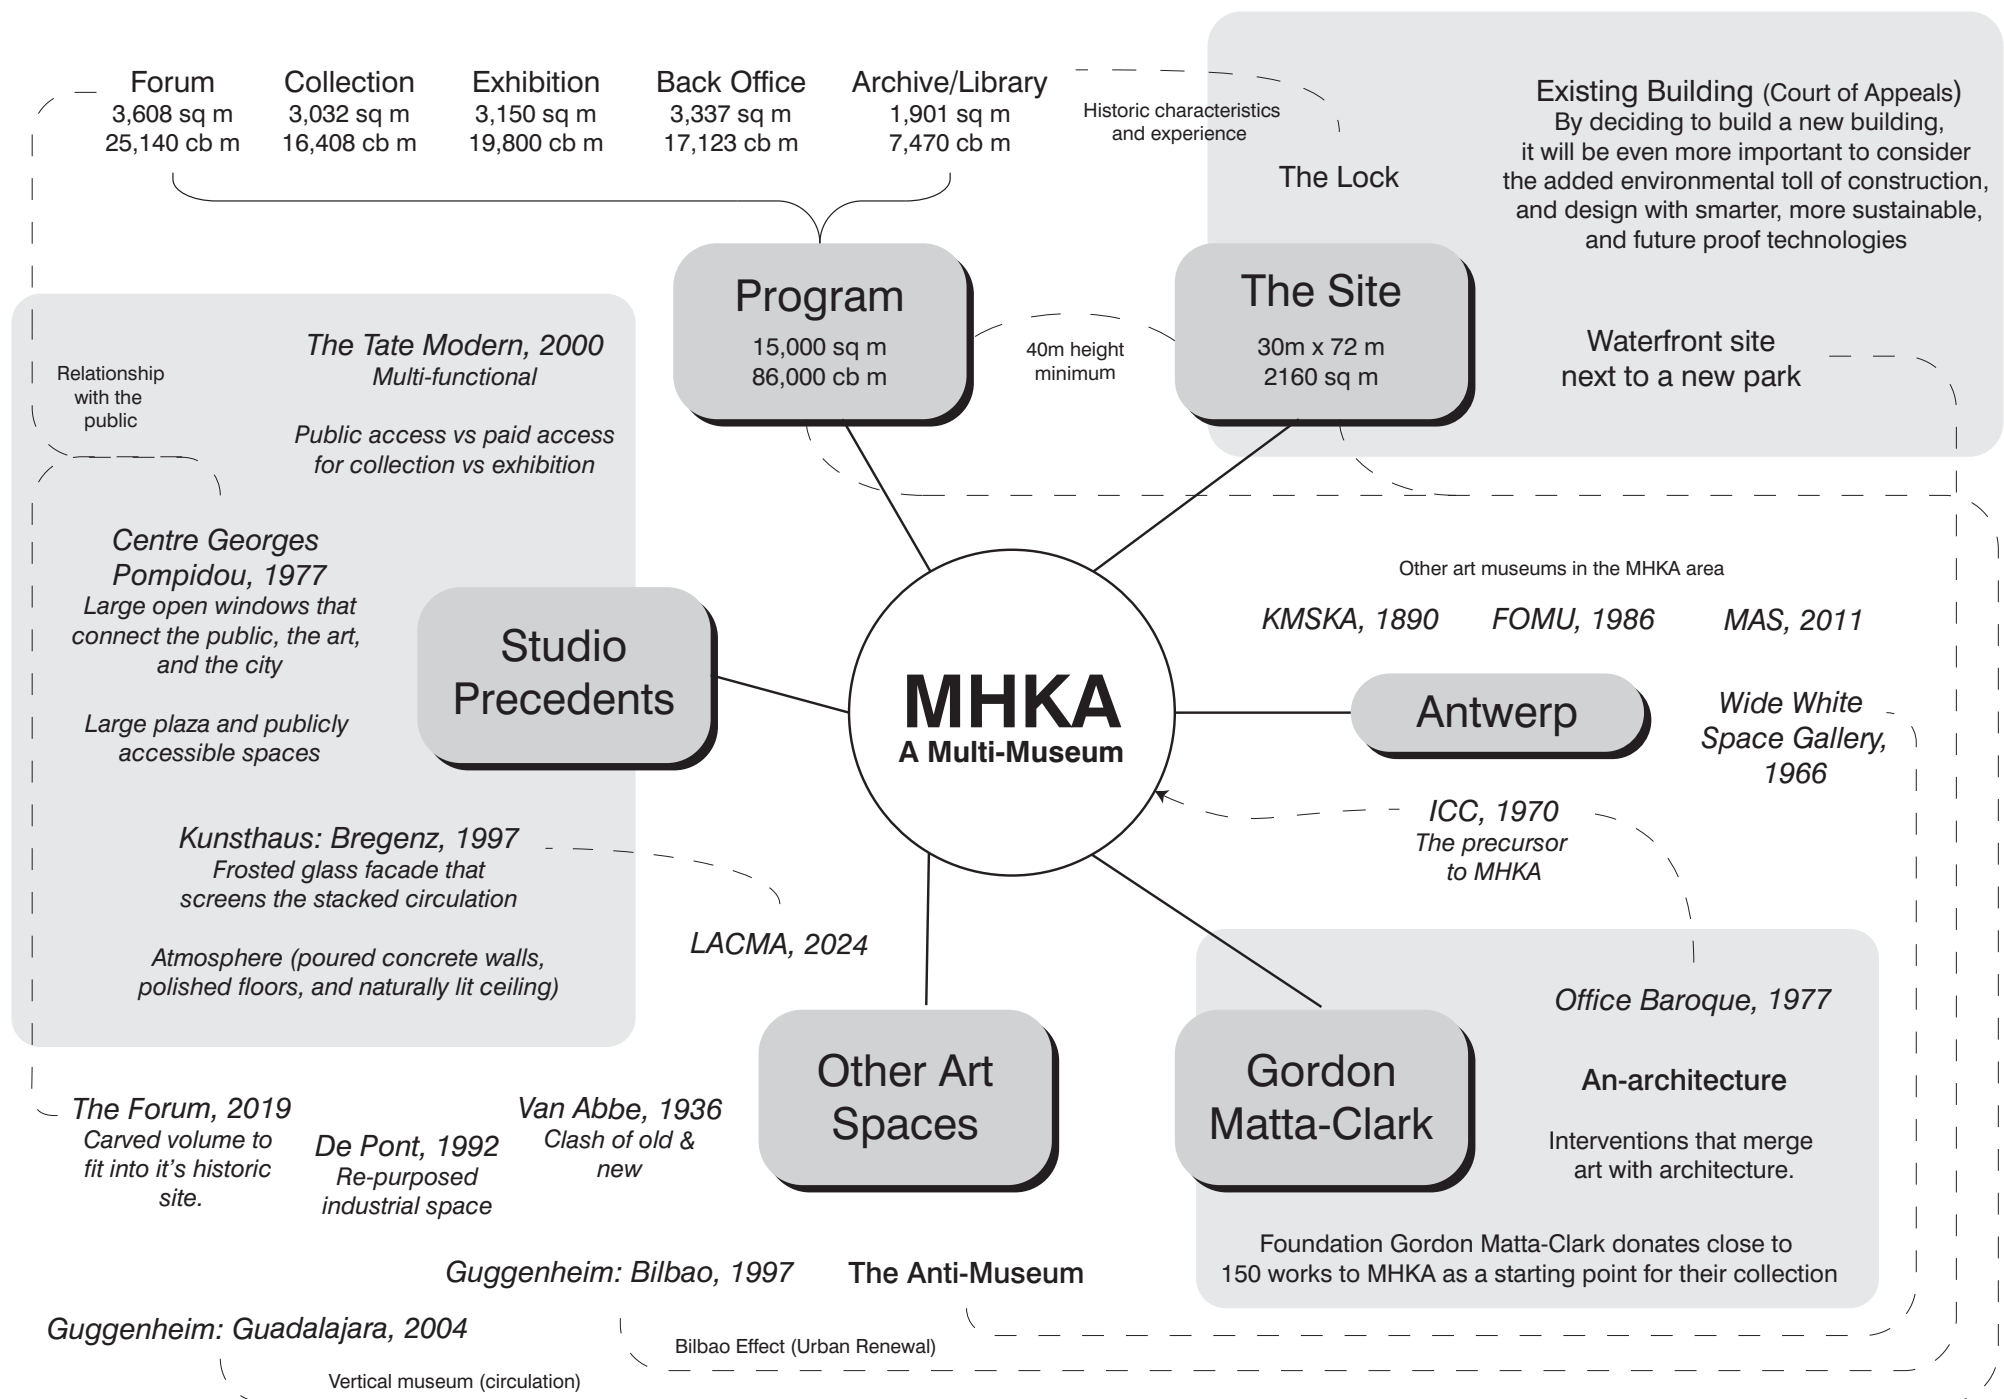 Forum
3,608 sq m
25,140 cb m
Collection
3,032 sq m
16,408 cb m
Exhibition
3,150 sq m
19,800 cb m
Back Office
3,337 sq m
17,123 cb m
Archive/Library
1,901 sq m
7,470 cb m
Historic characteristics
and experience
The Lock
Existing Building (Court of Appeals)
By deciding to build a new building,
it will be even more important to consider
the added environmental toll of construction,
and design with smarter, more sustainable,
and future proof technologies
Program
15,000 sq m
86,000 cb m
40m height
minimum
The Site
30m x 72 m
2160 sq m
Waterfront site
next to a new park
Relationship
with the
public
The Tate Modern, 2000
Multi-functional
Public access vs paid access
for collection vs exhibition
Centre Georges
Pompidou, 1977
Large open windows that
connect the public, the art,
and the city
Large plaza and publicly
accessible spaces
Studio
Precedents
MHKA
A Multi-Museum
Other art museums in the MHKA area
KMSKA, 1890
FOMU, 1986
MAS, 2011
Antwerp
Wide White
Space Gallery,
1966
ICC, 1970
The precursor
to MHKA
Kunsthaus: Bregenz, 1997
Frosted glass facade that
screens the stacked circulation
Atmosphere (poured concrete walls,
polished floors, and naturally lit ceiling)
LACMA, 2024
Other Art
Spaces
Gordon
Matta-Clark
Office Baroque, 1977
An-architecture
Interventions that merge
art with architecture.
Foundation Gordon Matta-Clark donates close to
150 works to MHKA as a starting point for their collection
The Forum, 2019
Carved volume to
fit into it's historic
site.
De Pont, 1992
Re-purposed
industrial space
Van Abbe, 1936
Clash of old &
new
Guggenheim: Bilbao, 1997
The Anti-Museum
Guggenheim: Guadalajara, 2004
Bilbao Effect (Urban Renewal)
Vertical museum (circulation)